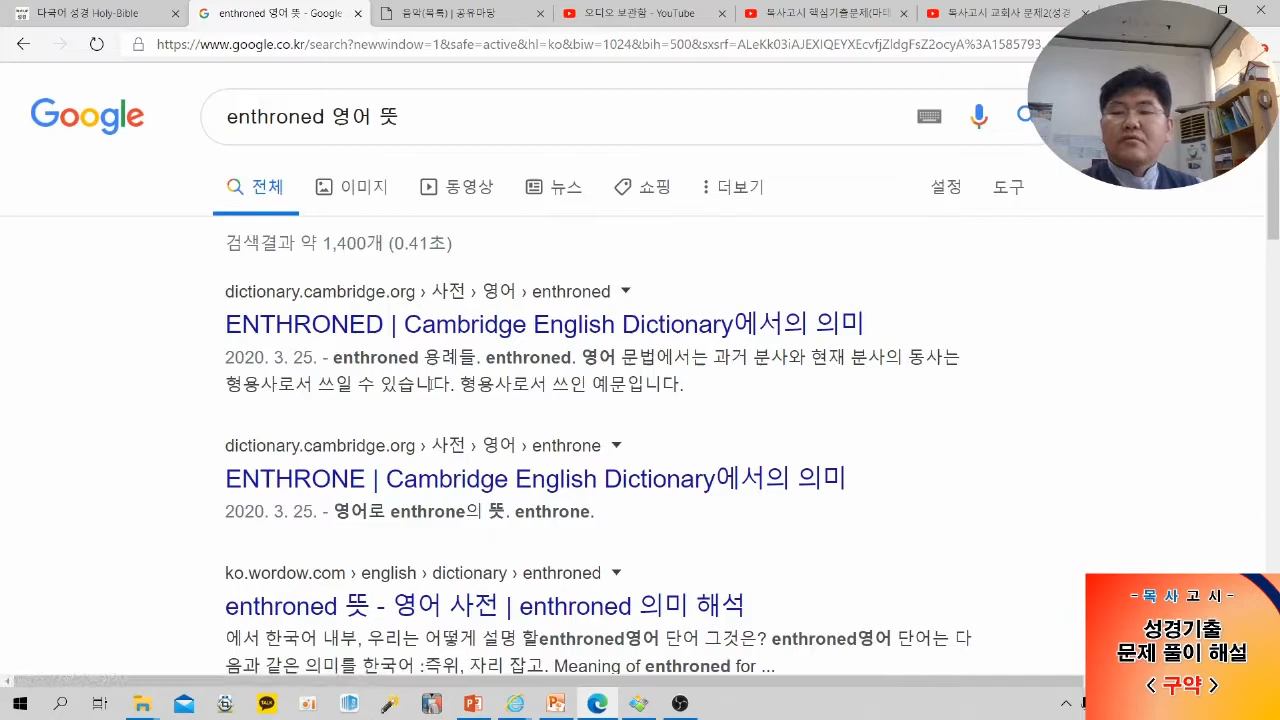 다국어 성경 Holy-Bible
enthroned 영어 뜻 - Google
음악(목록) | 공유마당
오디오 보관함 - YouTube
목사고시 핵심기출문제(마태
목사고시 교회사 문제2(성경
https://www.google.co.kr/search?newwindow=1&safe=active&hl=ko&biw=1024&bih=500&sxsrf=ALeKk03iAJEXIQEYXEcvfjZldgFsZ2ocyA%3A1585793...
Google
enthroned 영어 뜻
전체
이미지
동영상
뉴스
쇼핑
더보기
설정
도구
검색결과 약 1,400개 (0.41초)
dictionary.cambridge.org › 사전 › 영어 › enthroned
ENTHRONED | Cambridge English Dictionary에서의 의미
2020. 3. 25. - enthroned 용례들. enthroned. 영어 문법에서는 과거 분사와 현재 분사의 동사는
형용사로서 쓰일 수 있습니다. 형용사로서 쓰인 예문입니다.
dictionary.cambridge.org › 사전 › 영어 › enthrone
ENTHRONE | Cambridge English Dictionary에서의 의미
2020. 3. 25. - 영어로 enthrone의 뜻. enthrone.
ko.wordow.com › english › dictionary › enthroned
enthroned 뜻 - 영어 사전 | enthroned 의미 해석
에서 한국어 내부, 우리는 어떻게 설명 할enthroned영어 단어 그것은? enthroned영어 단어는 다
음과 같은 의미를 한국어 :즉위, 자리 잡고. Meaning of enthroned for ...
- 목 사 고 시 -
성경기출
문제 풀이 해설
< 구약 >
TALK